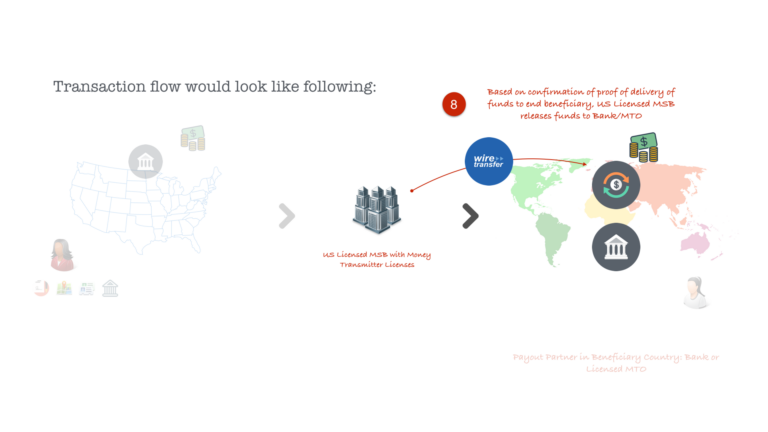 Transaction flow would look like following:
8
Based on confirmation of proof of delivery of
funds to end beneficiary, US Licensed MSB
releases funds to Bank/MTO
wire++
transfer
$
$
US Licensed MSB with Money
Transmitter Licenses
Payout Partner in Beneficiary Country: Bank or
Licensed MTO